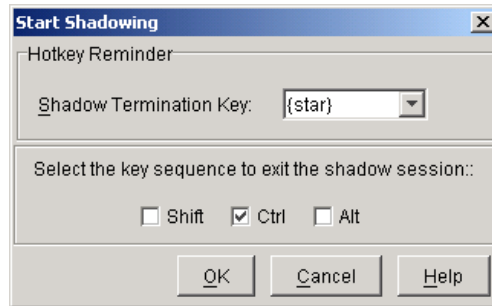 Start Shadowing
Hotkey Reminder
Shadow Termination Key: {star}
Select the key sequence to exit the shadow session::
Shift Ctrl Alt
OK Cancel Help